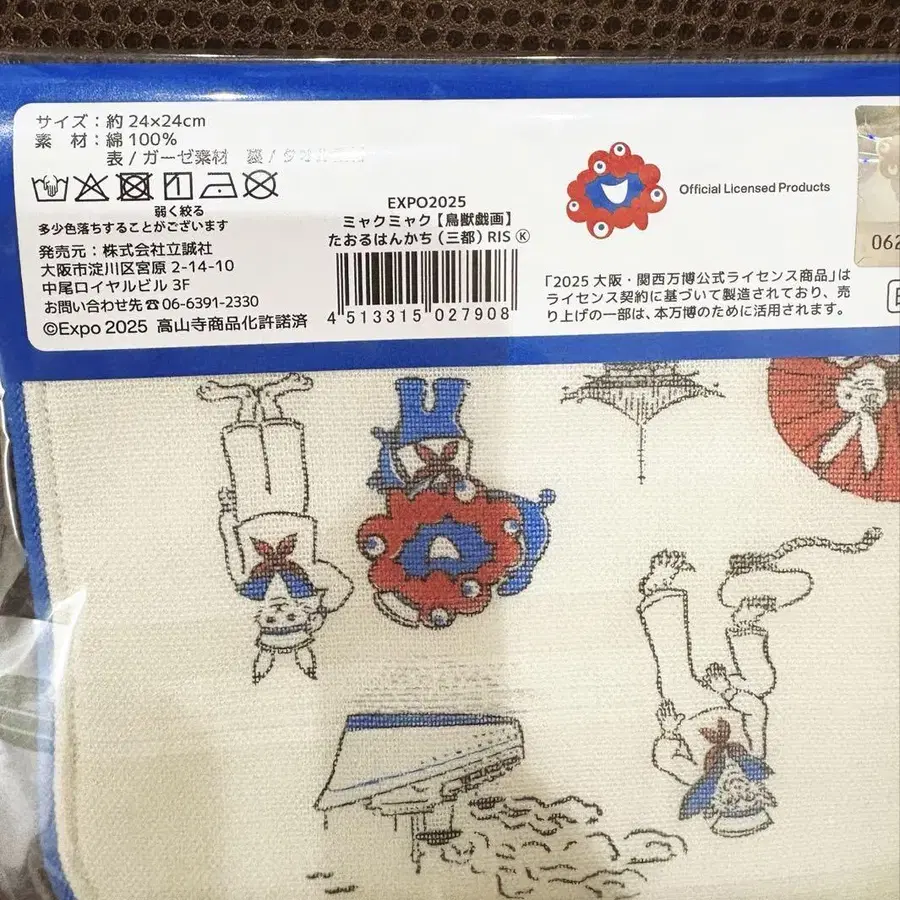 サイズ：約 24×24cm
素　材：綿 100%
表 / ガーゼ素材　裏 / タオル
弱く絞る
多少色落ちすることがございます
発売元：株式会社立誠社
大阪市淀川区宮原 2-14-10
中尾ロイヤルビル 3F
お問い合わせ先☎06-6391-2330
©Expo 2025 高山寺商品化許諾済
EXPO2025
ミャクミャク【鳥獣戯画】
たおるはんかち（三都）RIS Ⓚ
4 513315 027908
Official Licensed Products
「2025 大阪・関西万博公式ライセンス商品」は
ライセンス契約に基づいて製造されており、売
り上げの一部は、本万博のために活用されます。
062